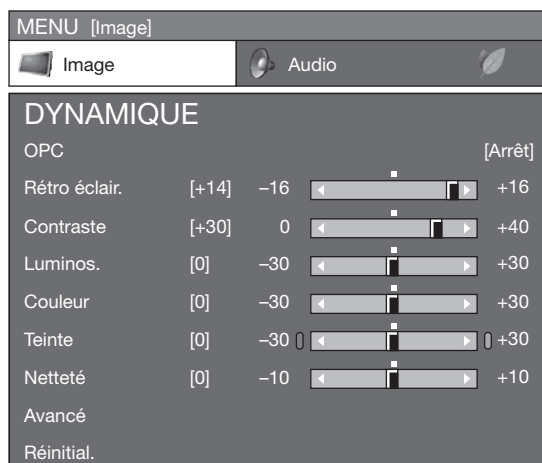 MENU [Image]
Image Audio
DYNAMIQUE
OPC [Arrêt]
Rétro éclair. [+14] –16 +16
Contraste [+30] 0 +40
Luminos. [0] –30 +30
Couleur [0] –30 +30
Teinte [0] –30 +30
Netteté [0] –10 +10
Avancé
Réinitial.